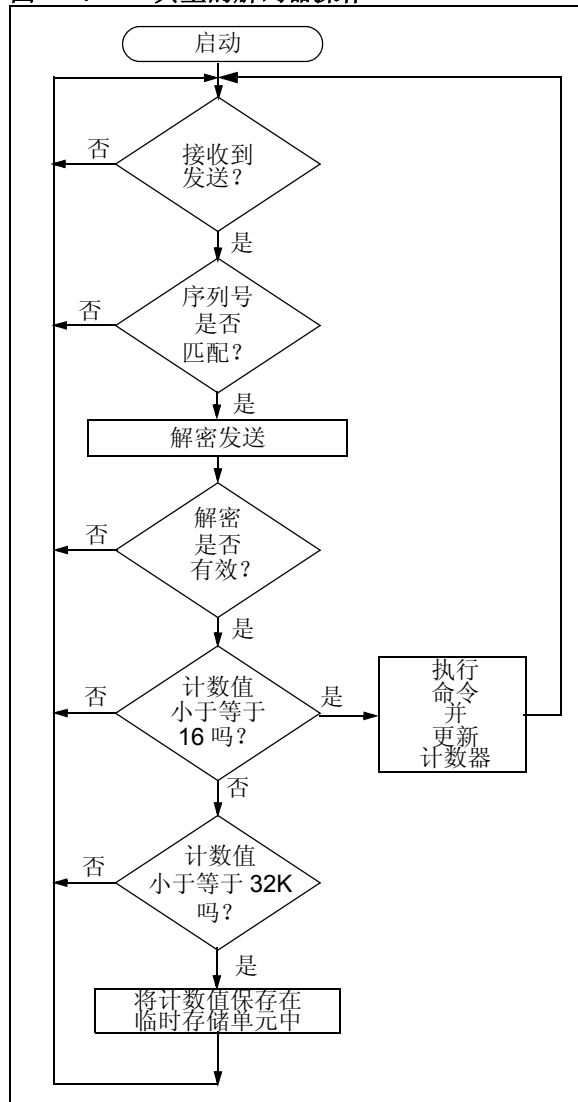 启动
接收到
发送？
否
是
序列号
是否
匹配？
否
是
解密发送
解密
是否
有效？
否
是
计数值
小于等于
16 吗？
否
是
执行
命令
并
更新
计数器
否
计数值
小于等于 32K
吗？
否
是
将计数值保存在
临时存储单元中